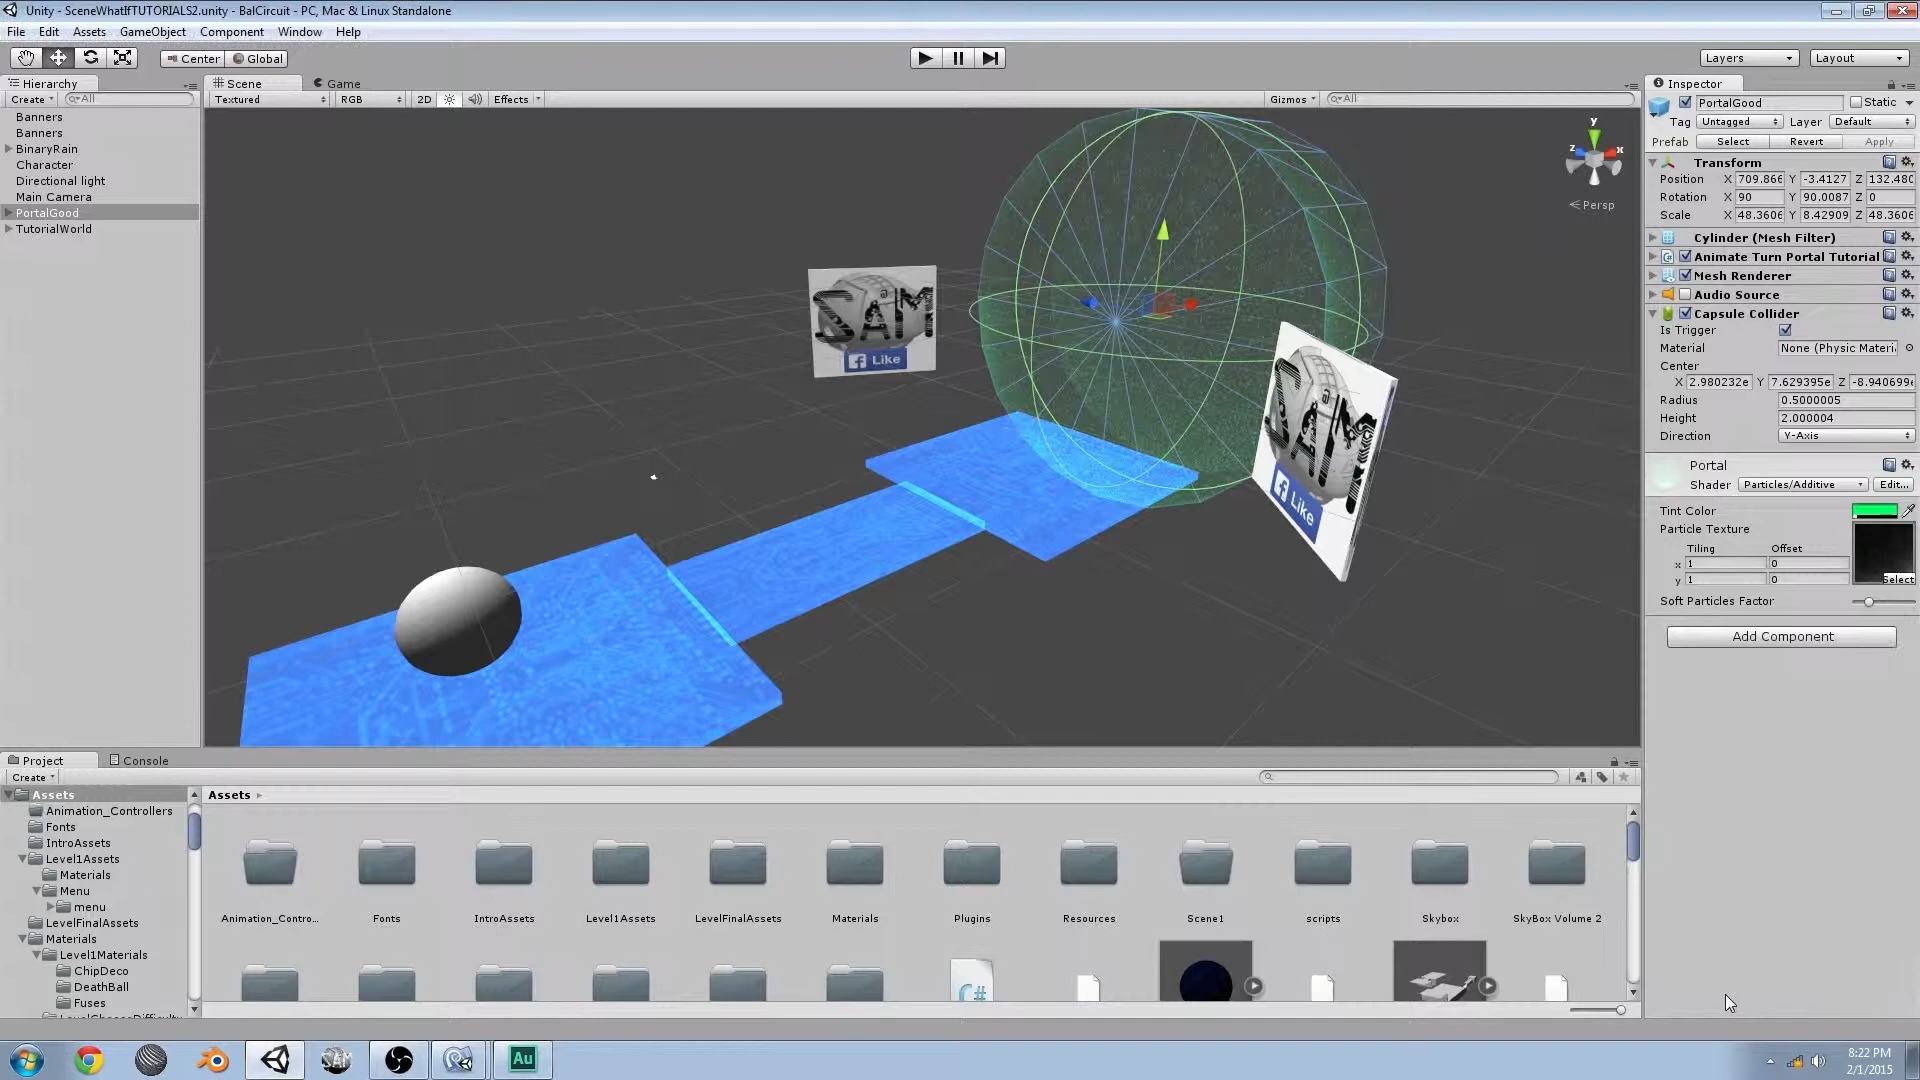 Unity - SceneWhatIfTUTORIALS2.unity - BalCircuit - PC, Mac & Linux Standalone
File Edit Assets GameObject Component Window Help
Center Global
Layers Layout
Hierarchy
Create All
Banners
Banners
BinaryRain
Character
Directional light
Main Camera
PortalGood
TutorialWorld
Scene Game
Textured RGB 2D Effects Gizmos All
y
z x
Persp
SAM
Like
SAM
Like
Inspector
PortalGood Static
Tag Untagged Layer Default
Prefab Select Revert Apply
Transform
Position X 709.866 Y -3.4127 Z 132.480
Rotation X 90 Y 90.0087 Z 0
Scale X 48.3606 Y 8.42909 Z 48.3606
Cylinder (Mesh Filter)
Animate Turn Portal Tutorial
Mesh Renderer
Audio Source
Capsule Collider
Is Trigger
Material None (Physic Materi
Center
X 2.980232e Y 7.629395e Z -8.940699
Radius 0.5000005
Height 2.000004
Direction Y-Axis
Portal
Shader Particles/Additive Edit...
Tint Color
Particle Texture
Tiling Offset
x 1 0
y 1 0
Select
Soft Particles Factor
Add Component
Project Console
Create
Assets
Animation_Controllers
Fonts
IntroAssets
Level1Assets
Materials
Menu
menu
LevelFinalAssets
Materials
Level1Materials
ChipDeco
DeathBall
Fuses
Assets
Animation_Contro... Fonts IntroAssets Level1Assets LevelFinalAssets Materials Plugins Resources Scene1 scripts Skybox SkyBox Volume 2
C#
SAM
Au
8:22 PM
2/1/2015